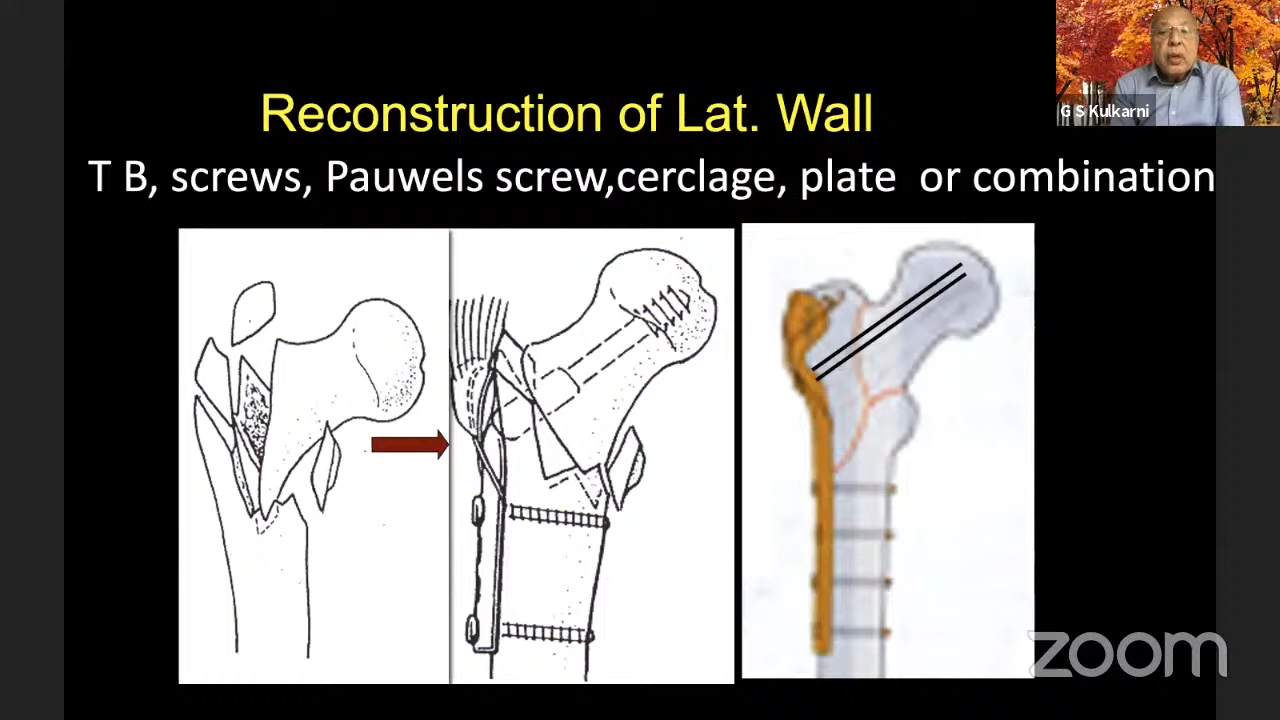 G S Kulkarni
Reconstruction of Lat. Wall
T B, screws, Pauwels screw,cerclage, plate or combination
zoom